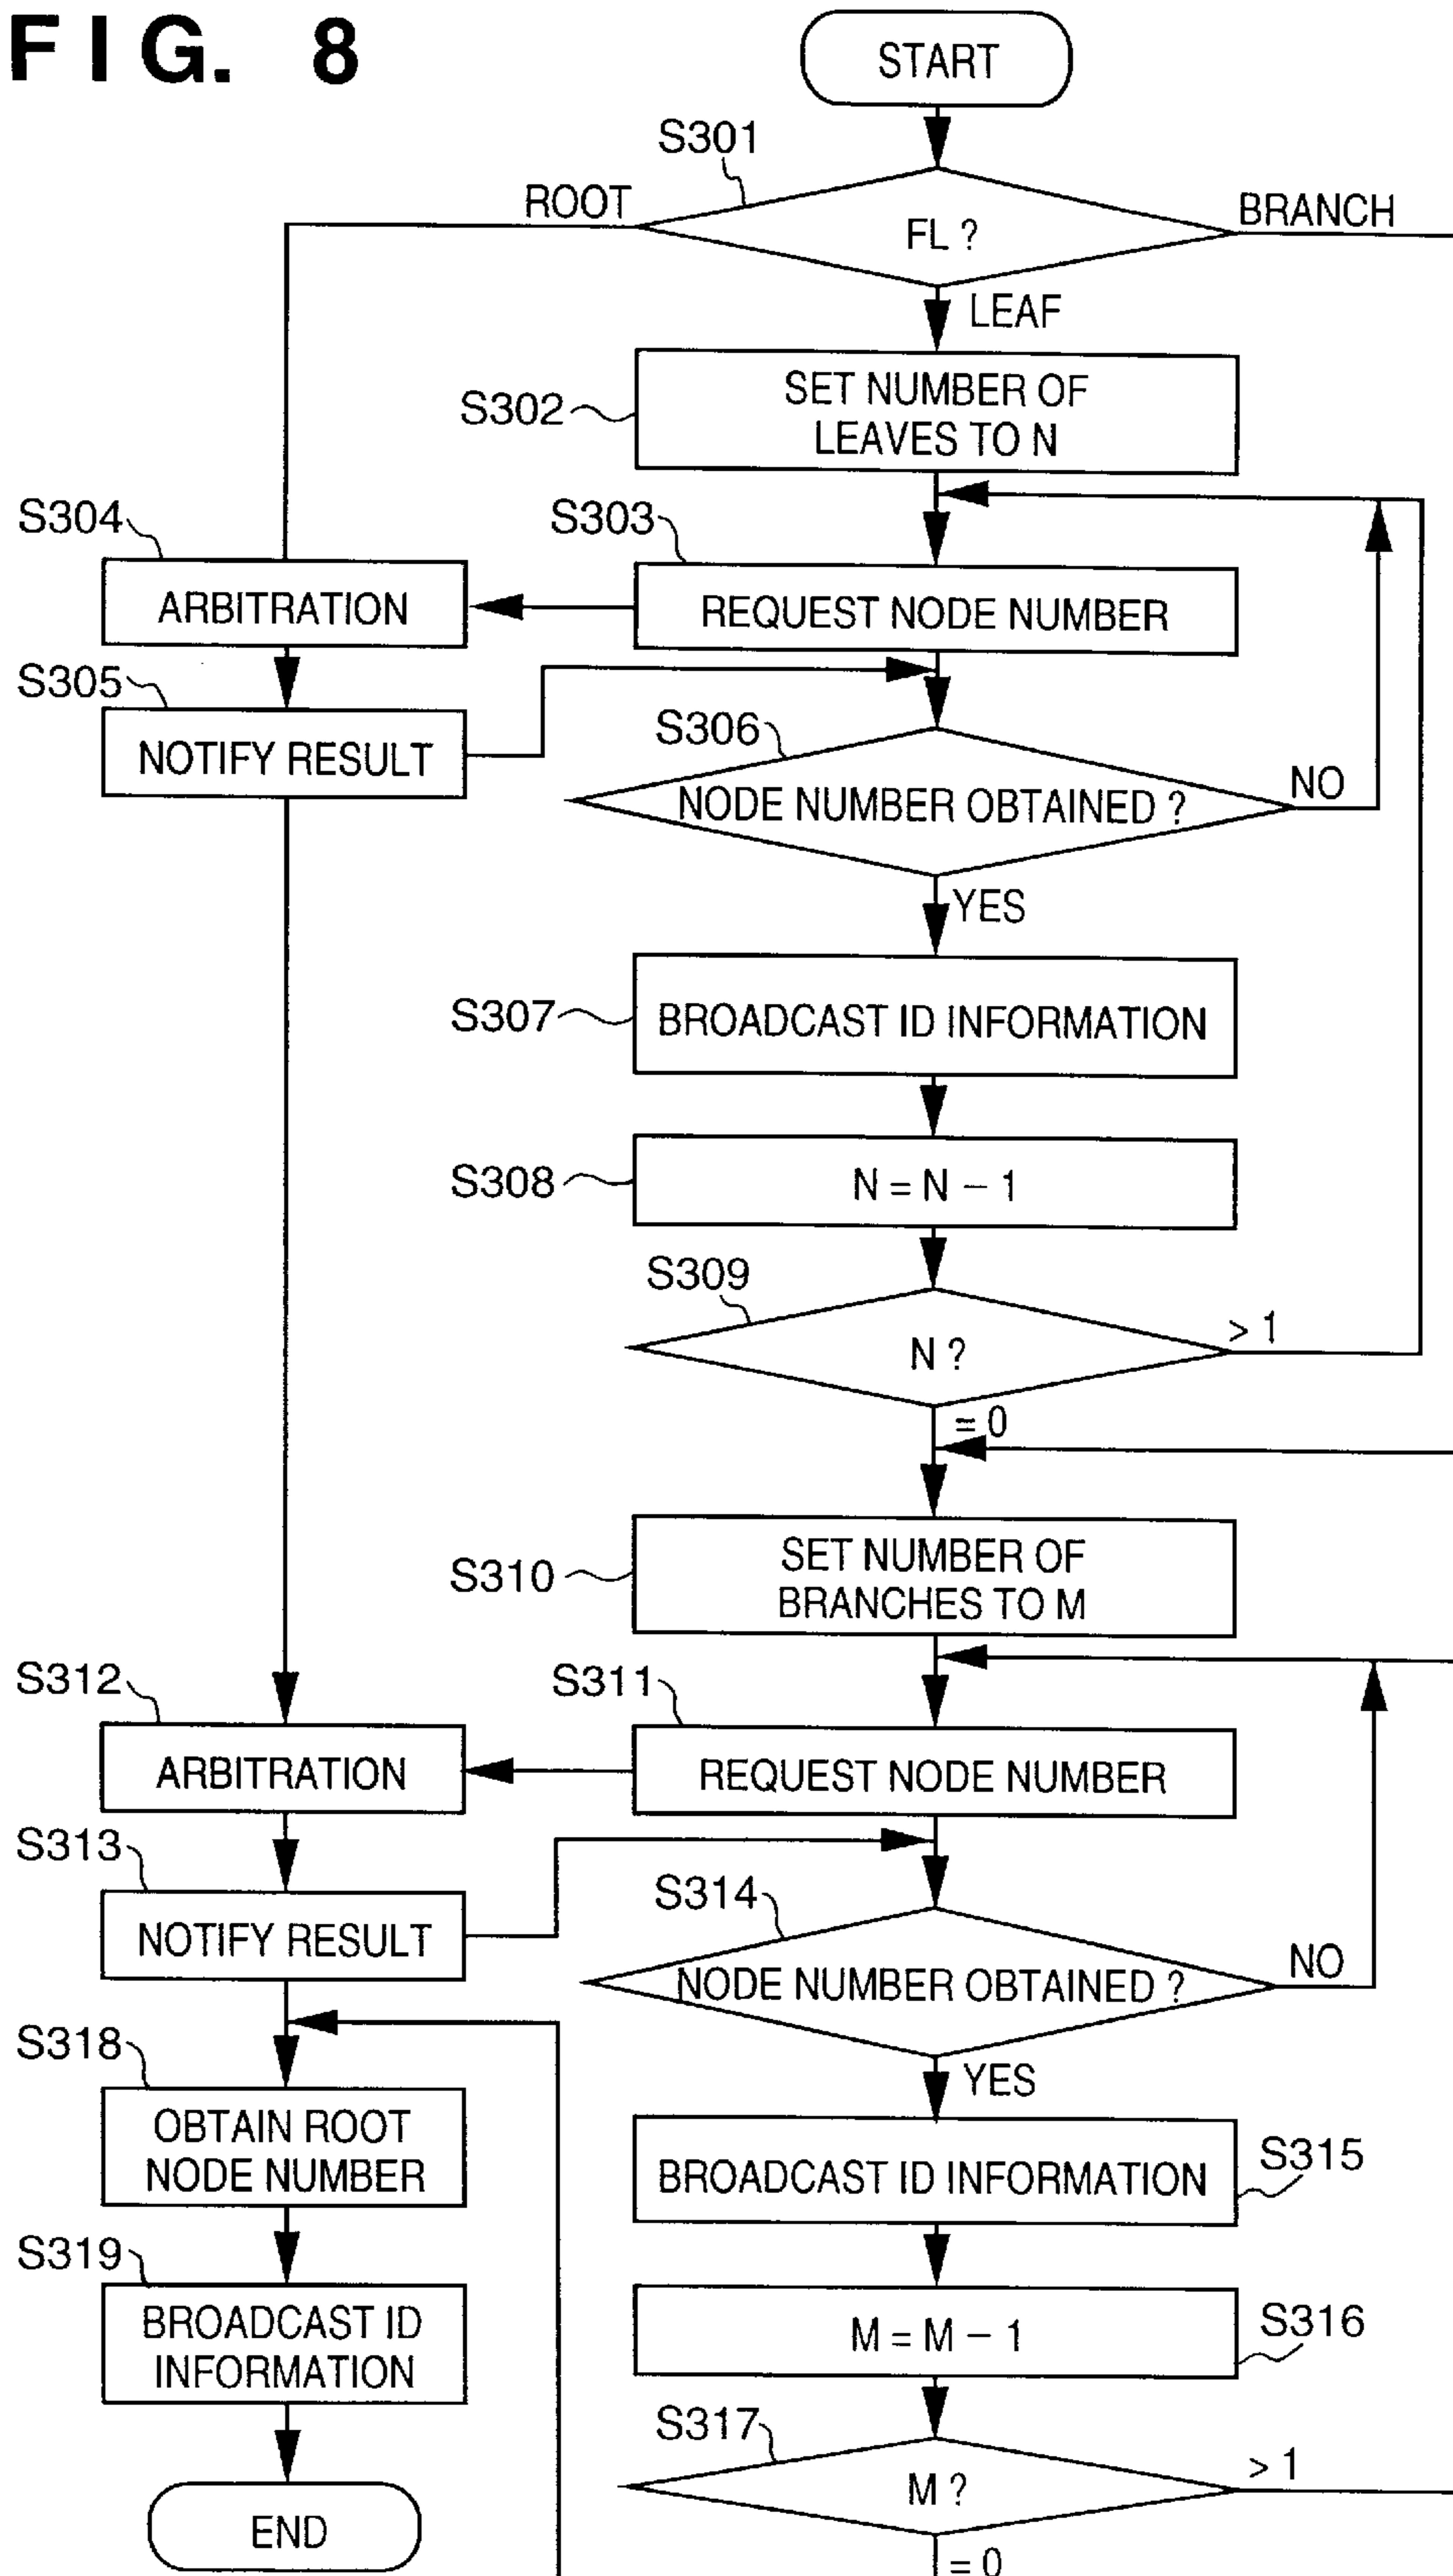 FIG. 8
START
S301
ROOT
FL ?
BRANCH
LEAF
S302
SET NUMBER OF
LEAVES TO N
S304
S303
ARBITRATION
REQUEST NODE NUMBER
S305
NOTIFY RESULT
S306
NODE NUMBER OBTAINED ?
NO
YES
S307
BROADCAST ID INFORMATION
S308
N = N – 1
S309
N ?
> 1
= 0
S310
SET NUMBER OF
BRANCHES TO M
S312
S311
ARBITRATION
REQUEST NODE NUMBER
S313
NOTIFY RESULT
S314
NODE NUMBER OBTAINED ?
NO
YES
S318
OBTAIN ROOT
NODE NUMBER
BROADCAST ID INFORMATION
S315
S319
BROADCAST ID
INFORMATION
M = M – 1
S316
S317
M ?
> 1
END
= 0